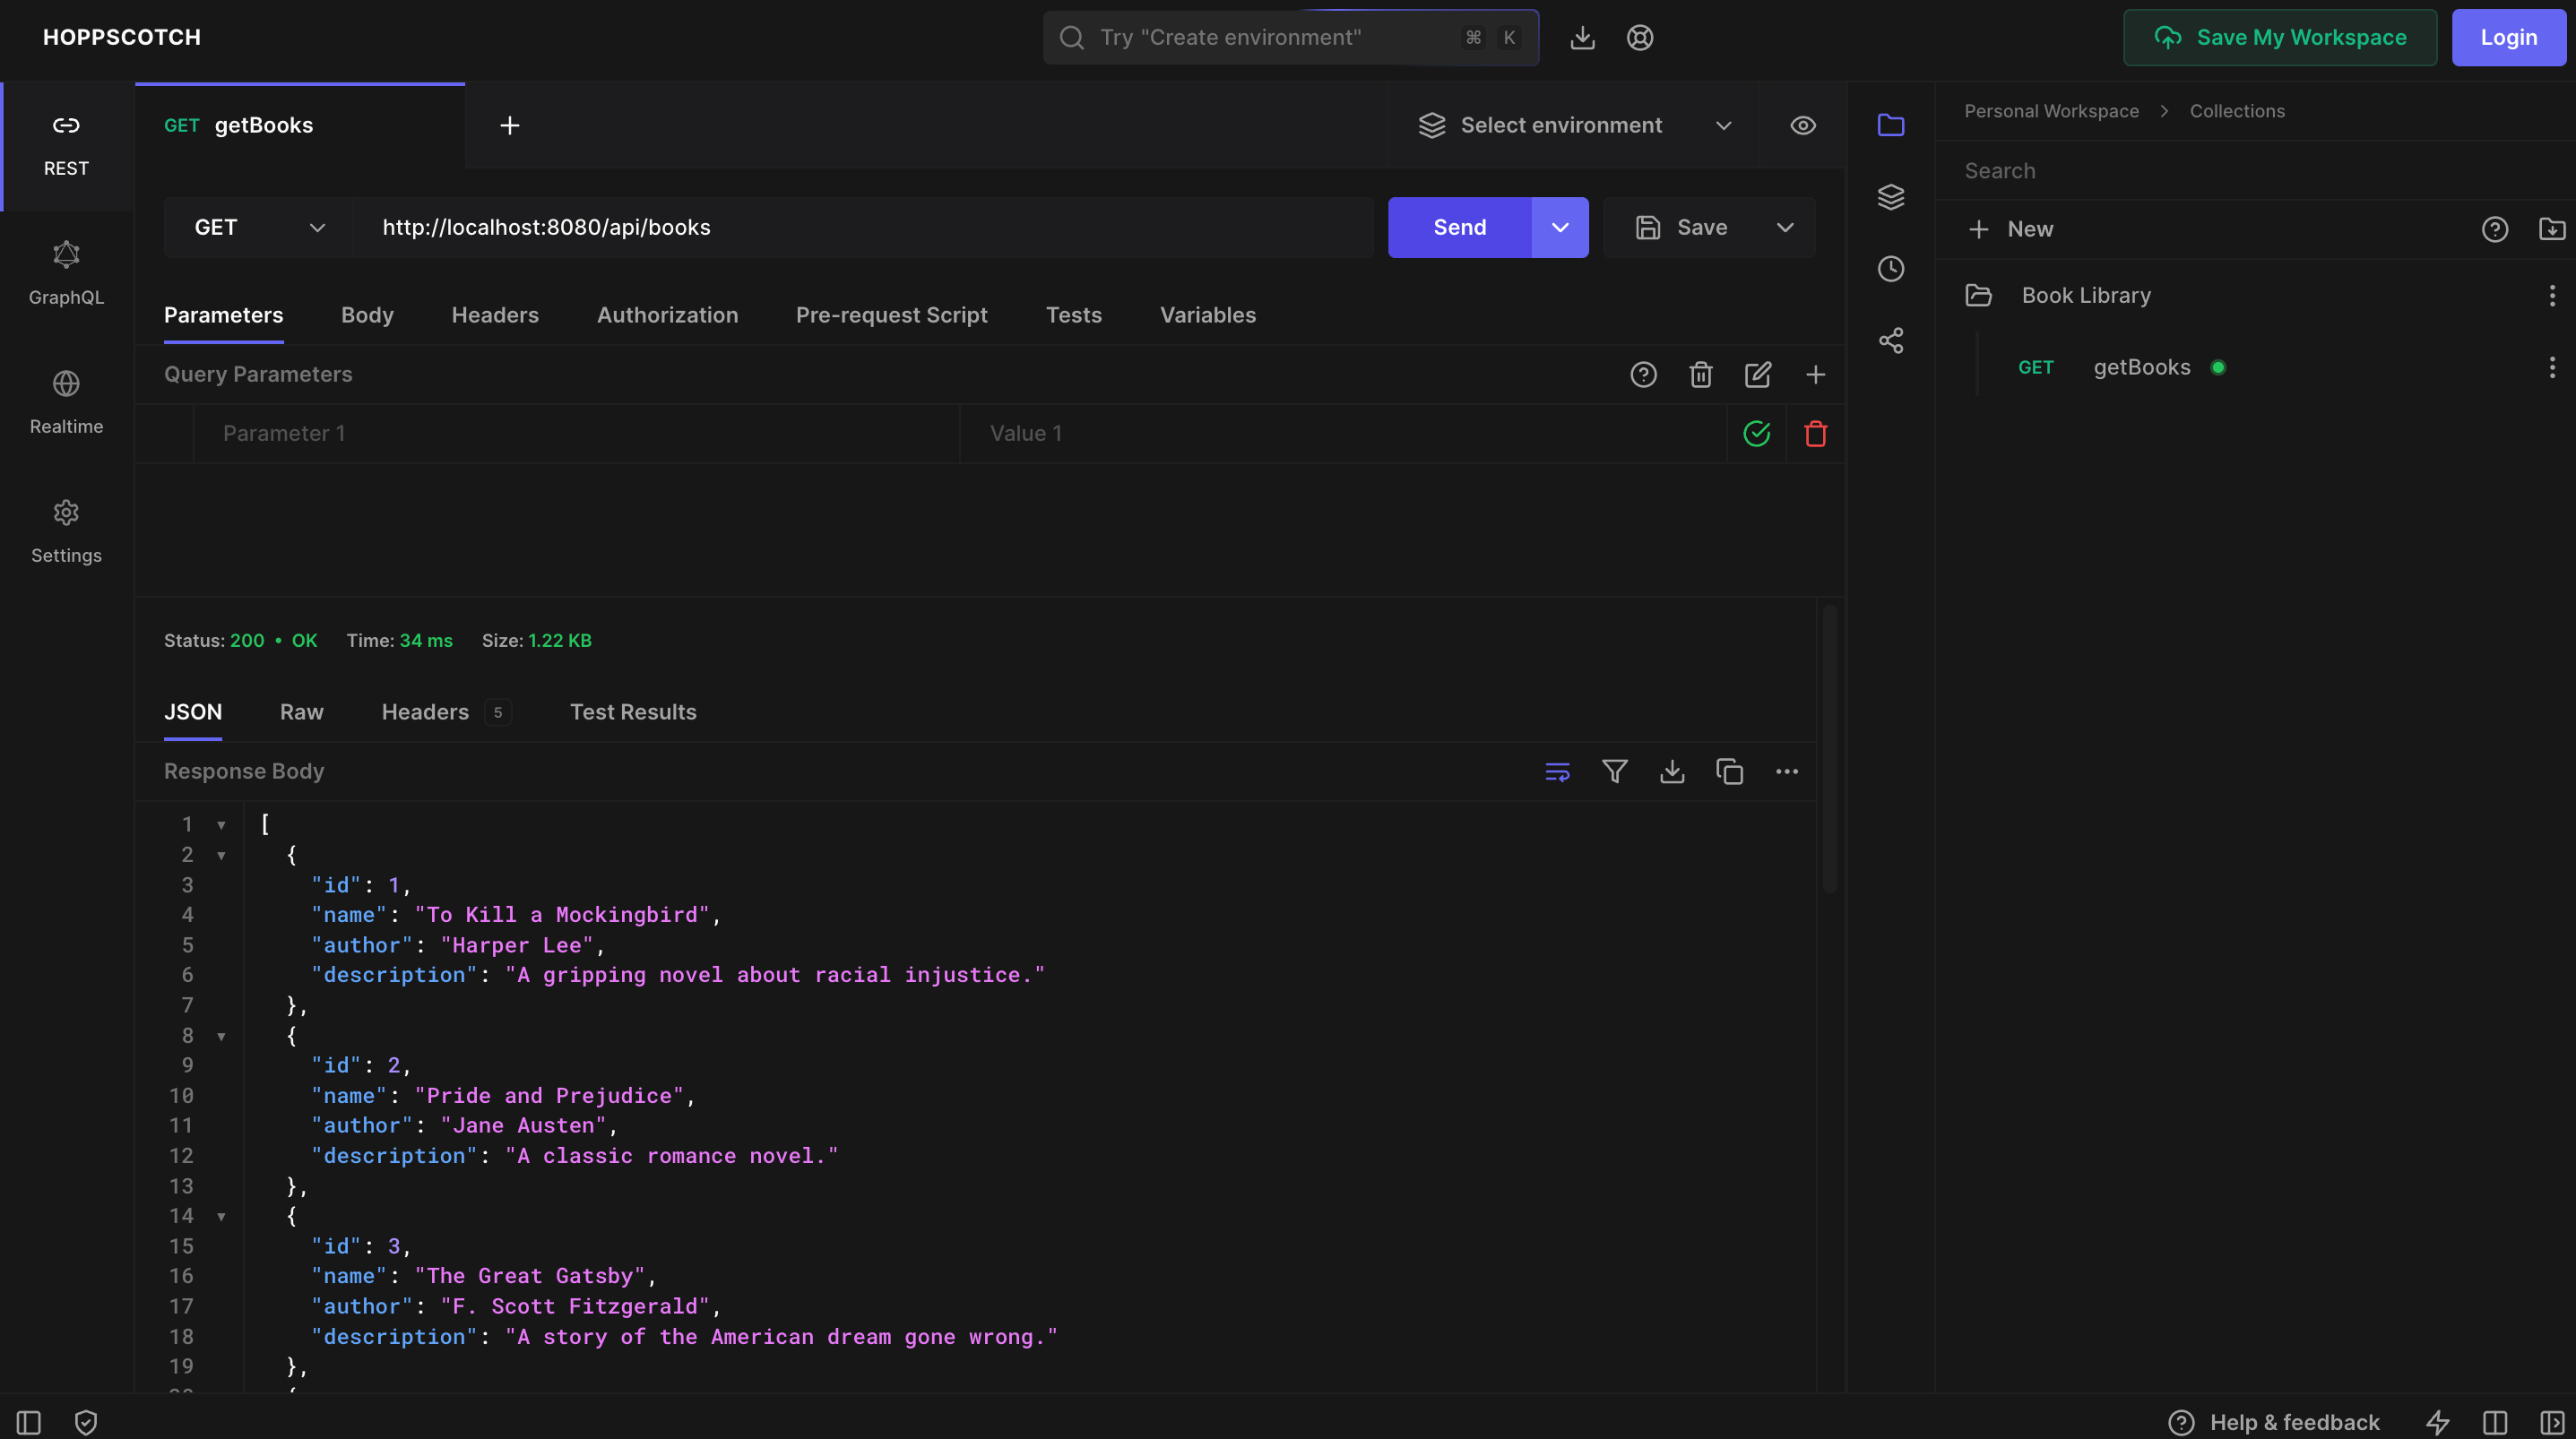 HOPPSCOTCH
Try "Create environment" ⌘ K
Save My Workspace
Login
REST
GraphQL
Realtime
Settings
GET getBooks
Select environment
GET http://localhost:8080/api/books
Send
Save
Parameters Body Headers Authorization Pre-request Script Tests Variables
Query Parameters
Parameter 1 Value 1
Status: 200 • OK Time: 34 ms Size: 1.22 KB
JSON Raw Headers 5 Test Results
Response Body
1 [
2 {
3 "id": 1,
4 "name": "To Kill a Mockingbird",
5 "author": "Harper Lee",
6 "description": "A gripping novel about racial injustice."
7 },
8 {
9 "id": 2,
10 "name": "Pride and Prejudice",
11 "author": "Jane Austen",
12 "description": "A classic romance novel."
13 },
14 {
15 "id": 3,
16 "name": "The Great Gatsby",
17 "author": "F. Scott Fitzgerald",
18 "description": "A story of the American dream gone wrong."
19 },
Personal Workspace > Collections
Search
New
Book Library
GET getBooks
Help & feedback